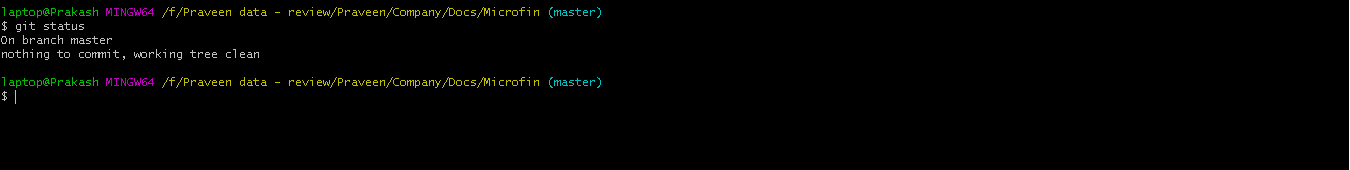 laptop@Prakash MINGW64 /f/Praveen data - review/Praveen/Company/Docs/Microfin (master)
$ git status
On branch master
nothing to commit, working tree clean
laptop@Prakash MINGW64 /f/Praveen data - review/Praveen/Company/Docs/Microfin (master)
$